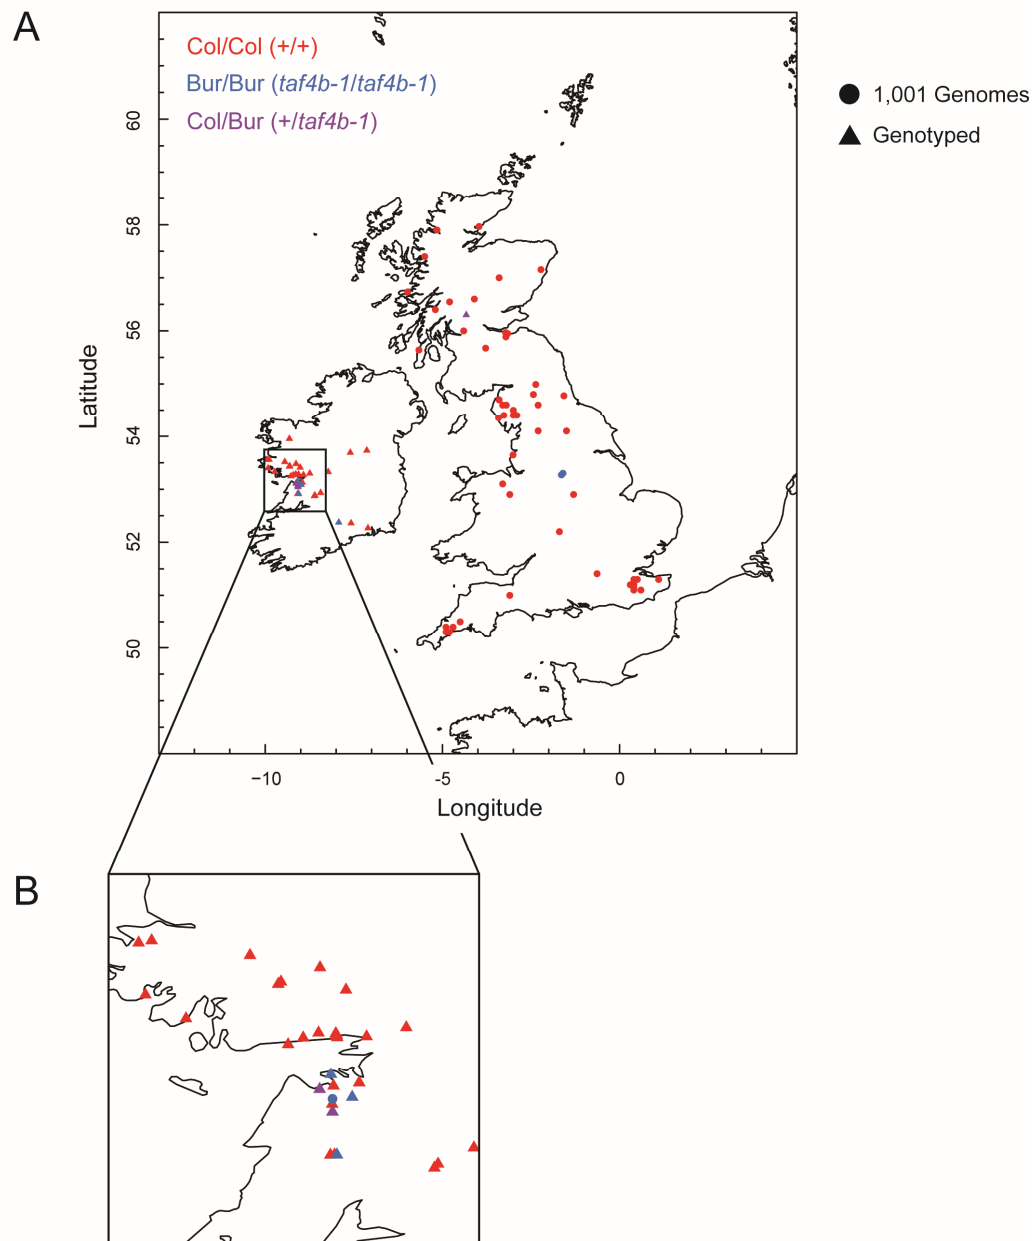 A
Col/Col (+/+)
Bur/Bur (taf4b-1/taf4b-1)
Col/Bur (+/taf4b-1)
1,001 Genomes
Genotyped
60
58
56
54
52
50
Latitude
−10
-5
0
Longitude
B